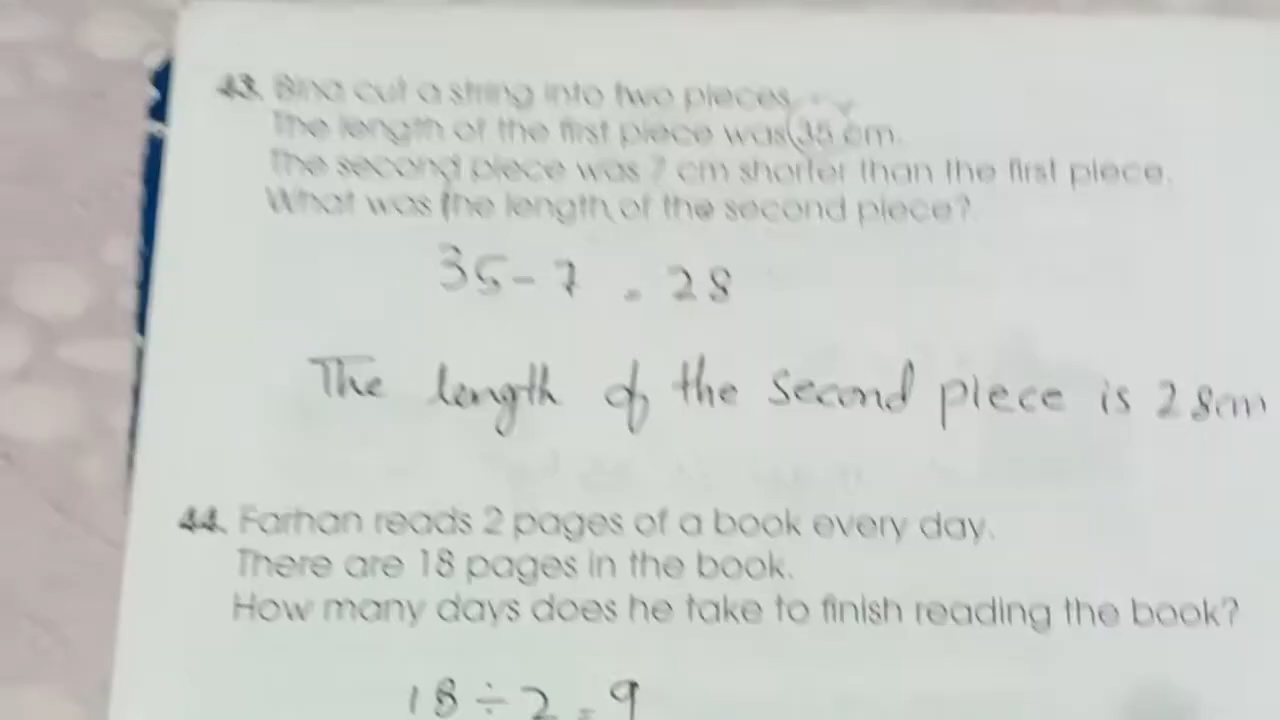 43. Bina cut a string into two pieces.
The length of the first piece was 35 cm.
The second piece was 7 cm shorter than the first piece.
What was the length of the second piece?
35 - 7 = 28
The length of the second piece is 28cm
44. Farhan reads 2 pages of a book every day.
There are 18 pages in the book.
How many days does he take to finish reading the book?
18 ÷ 2 = 9